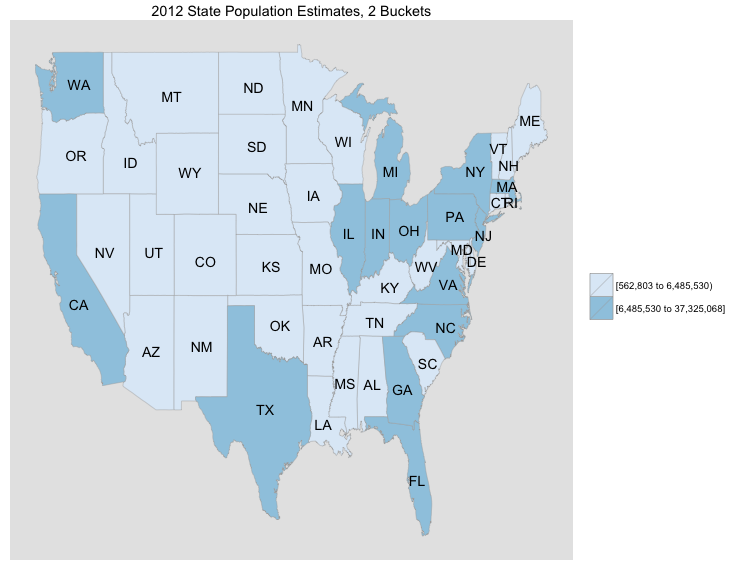 2012 State Population Estimates, 2 Buckets
WA
MT
ND
MN
ME
OR
ID
WY
SD
WI
MI
VT
NH
NY
MA
CT
RI
NE
IA
PA
NJ
NV
UT
CO
KS
MO
IL
IN
OH
WV
MD
DE
VA
KY
CA
AZ
NM
OK
AR
TN
NC
SC
MS
AL
GA
TX
LA
FL
[562,803 to 6,485,530)
[6,485,530 to 37,325,068]